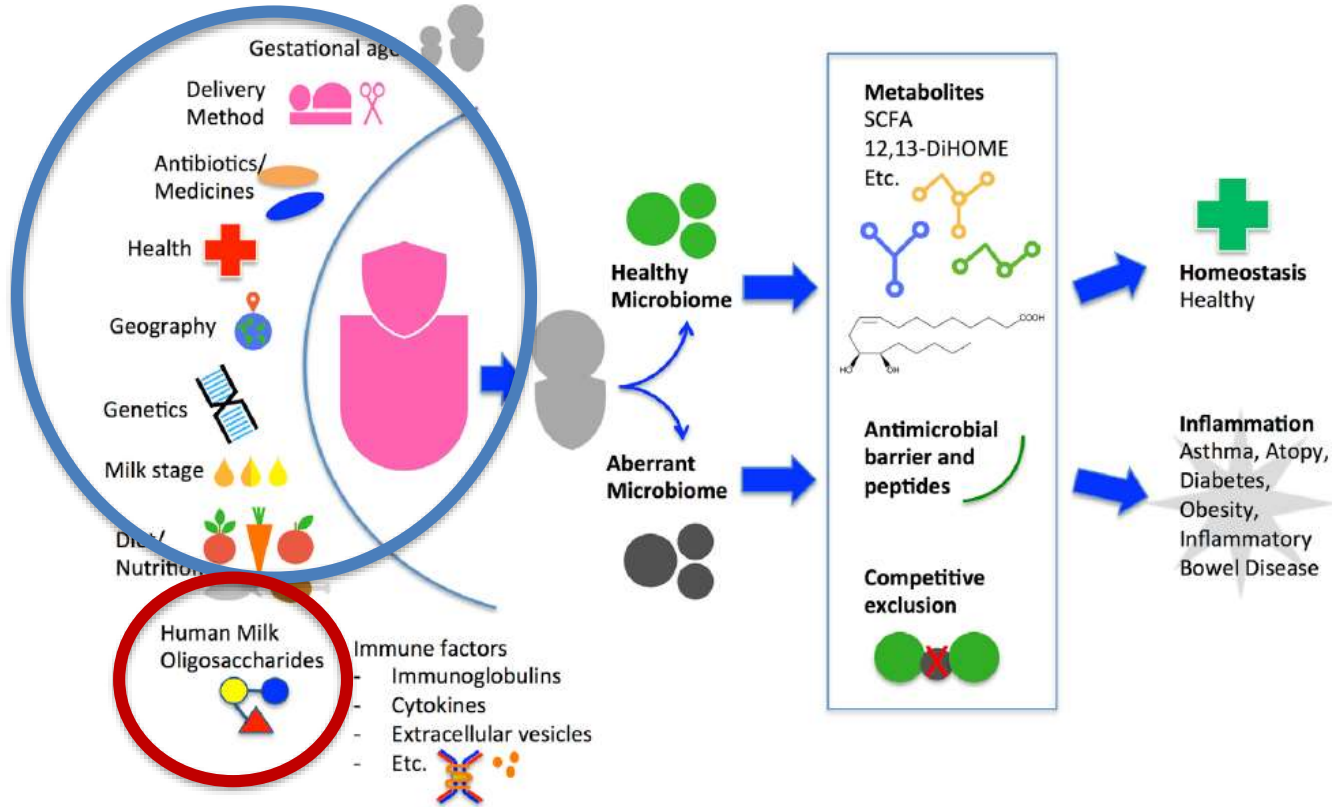 Gestational age
Delivery
Method
Antibiotics/
Medicines
Health
Geography
Genetics
Milk stage
Diet/
Nutrition
Human Milk
Oligosaccharides
Immune factors
- Immunoglobulins
- Cytokines
- Extracellular vesicles
- Etc.
Healthy
Microbiome
Aberrant
Microbiome
Metabolites
SCFA
12,13-DiHOME
Etc.
COOH
HO
OH
Antimicrobial
barrier and
peptides
Competitive
exclusion
X
Homeostasis
Healthy
Inflammation
Asthma, Atopy,
Diabetes,
Obesity,
Inflammatory
Bowel Disease